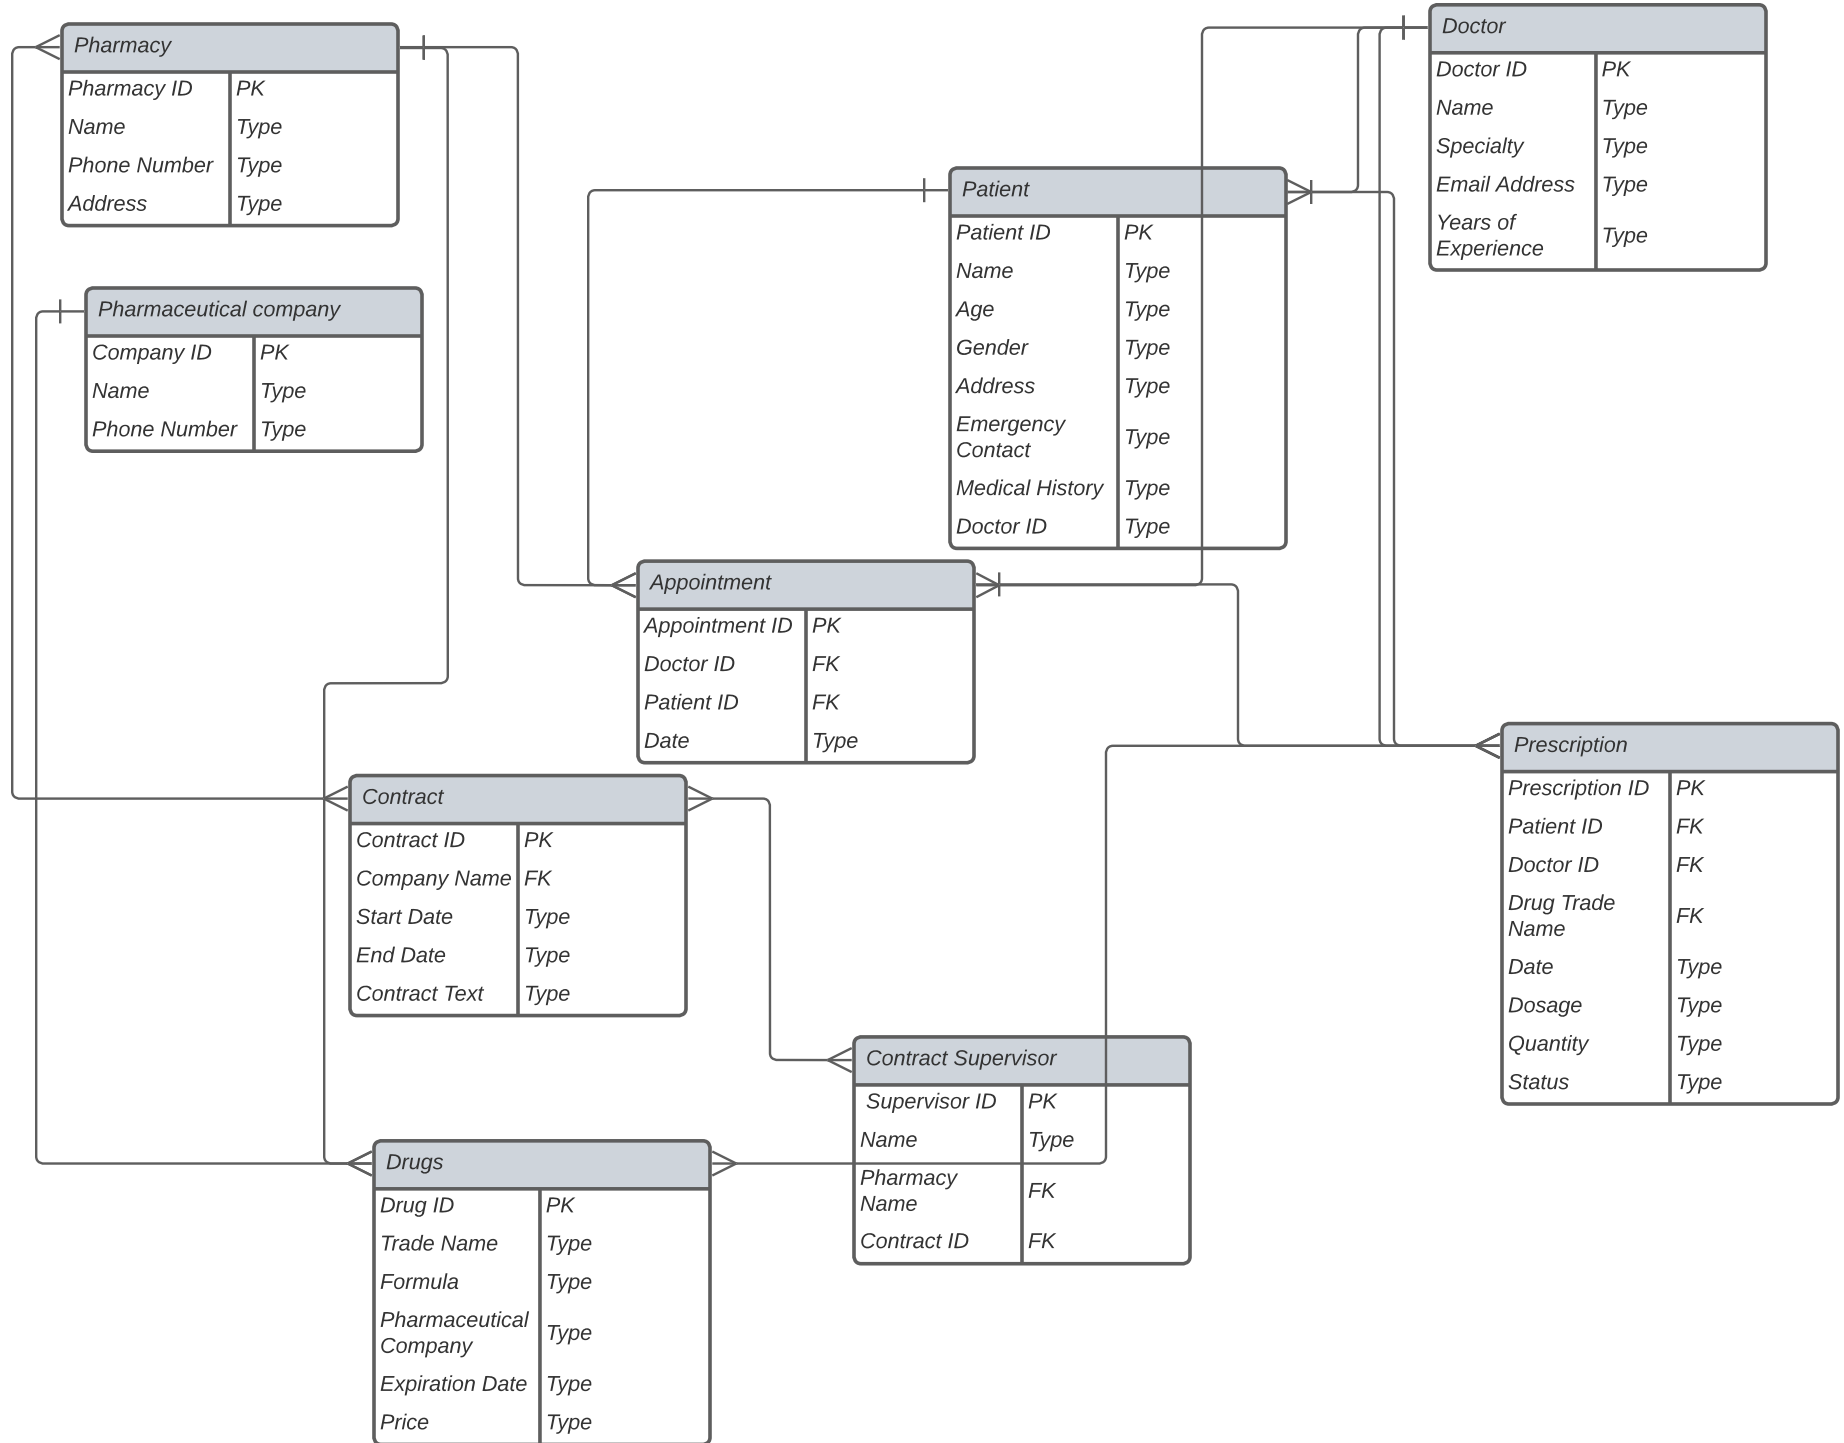 Pharmacy
Pharmacy ID PK
Name Type
Phone Number Type
Address Type
Pharmaceutical company
Company ID PK
Name Type
Phone Number Type
Doctor
Doctor ID PK
Name Type
Specialty Type
Email Address Type
Years of
Experience Type
Patient
Patient ID PK
Name Type
Age Type
Gender Type
Address Type
Emergency
Contact Type
Medical History Type
Doctor ID Type
Appointment
Appointment ID PK
Doctor ID FK
Patient ID FK
Date Type
Contract
Contract ID PK
Company Name FK
Start Date Type
End Date Type
Contract Text Type
Prescription
Prescription ID PK
Patient ID FK
Doctor ID FK
Drug Trade
Name FK
Date Type
Dosage Type
Quantity Type
Status Type
Contract Supervisor
Supervisor ID PK
Name Type
Pharmacy
Name FK
Contract ID FK
Drugs
Drug ID PK
Trade Name Type
Formula Type
Pharmaceutical
Company Type
Expiration Date Type
Price Type